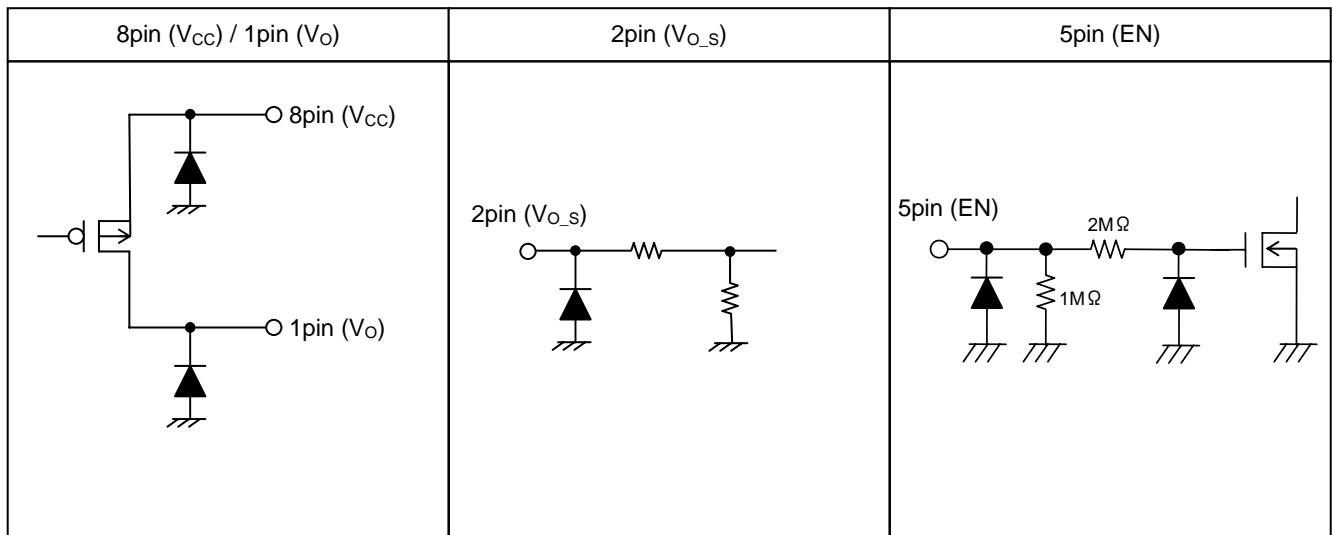 8pin (VCC) / 1pin (VO)
2pin (VO_S)
5pin (EN)
8pin (VCC)
1pin (VO)
2pin (VO_S)
5pin (EN)
2MΩ
1MΩ